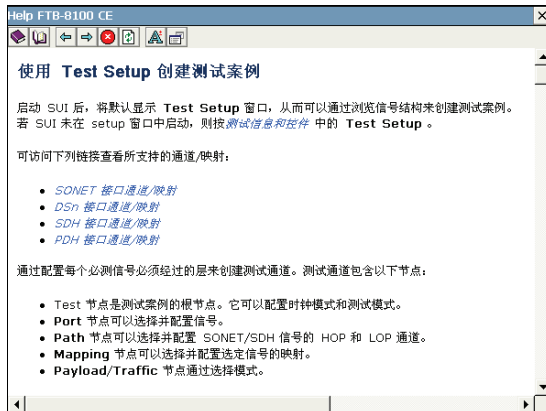 Help FTB-8100 CE
使用 Test Setup 创建测试案例
启动 SUI 后，将默认显示 Test Setup 窗口，从而可以通过浏览信号结构来创建测试案例。
若 SUI 未在 setup 窗口中启动，则按测试信息和控件 中的 Test Setup 。
可访问下列链接查看所支持的通道/映射：
• SONET 接口通道/映射
• DSn 接口通道/映射
• SDH 接口通道/映射
• PDH 接口通道/映射
通过配置每个必测信号必须经过的层来创建测试通道。测试通道包含以下节点：
• Test 节点是测试案例的根节点。它可以配置时钟模式和测试模式。
• Port 节点可以选择并配置信号。
• Path 节点可以选择并配置 SONET/SDH 信号的 HOP 和 LOP 通道。
• Mapping 节点可以选择并配置选定信号的映射。
• Payload/Traffic 节点通过选择模式。